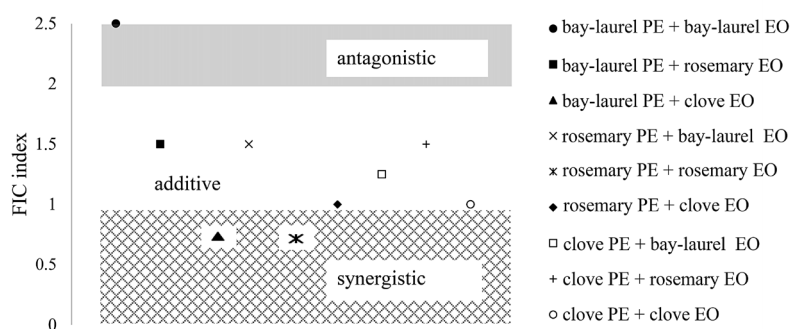 2.5
2
1.5
1
0.5
0
FIC index
antagonistic
additive
synergistic
bay-laurel PE + bay-laurel EO
bay-laurel PE + rosemary EO
bay-laurel PE + clove EO
rosemary PE + bay-laurel EO
rosemary PE + rosemary EO
rosemary PE + clove EO
clove PE + bay-laurel EO
clove PE + rosemary EO
clove PE + clove EO